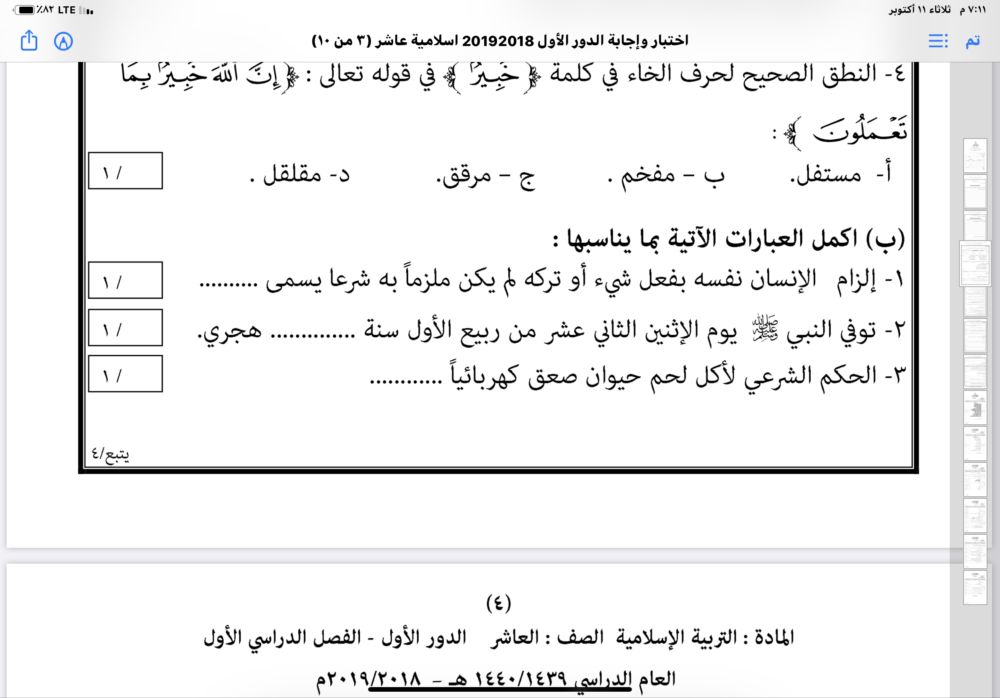 ٧:١١ م ثلاثاء ١١ أكتوبر
LTE ٪٨٢
تم
اختبار وإجابة الدور الأول 20192018 اسلامية عاشر (٣ من ١٠)
٤- النطق الصحيح لحرف الخاء في كلمة ﴿ خَبِيرٌ ﴾ في قوله تعالى : ﴿ إِنَّ ٱللَّهَ خَبِيرٌۢ بِمَا
تَعْمَلُونَ ﴾ :
أ- مستفل. ب – مفخم . ج – مرقق. د- مقلقل . / ١
(ب) اكمل العبارات الآتية بما يناسبها :
١- إلزام الإنسان نفسه بفعل شيء أو تركه لم يكن ملزماً به شرعا يسمى .......... / ١
٢- توفي النبي ﷺ يوم الإثنين الثاني عشر من ربيع الأول سنة .............. هجري. / ١
٣- الحكم الشرعي لأكل لحم حيوان صعق كهربائياً ............ / ١
يتبع/٤
(٤)
المادة : التربية الإسلامية الصف : العاشر الدور الأول - الفصل الدراسي الأول
العام الدراسي ١٤٤٠/١٤٣٩ هـ – ٢٠١٩/٢٠١٨م